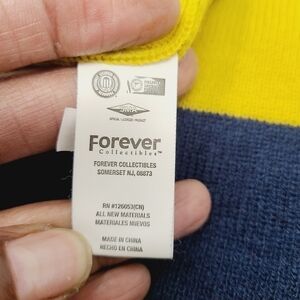 Forever
Collectibles™
FOREVER COLLECTIBLES
SOMERSET NJ, 08873
RN #126053(CN)
ALL NEW MATERIALS
MATERIALES NUEVOS
MADE IN CHINA
HECHO EN CHINA